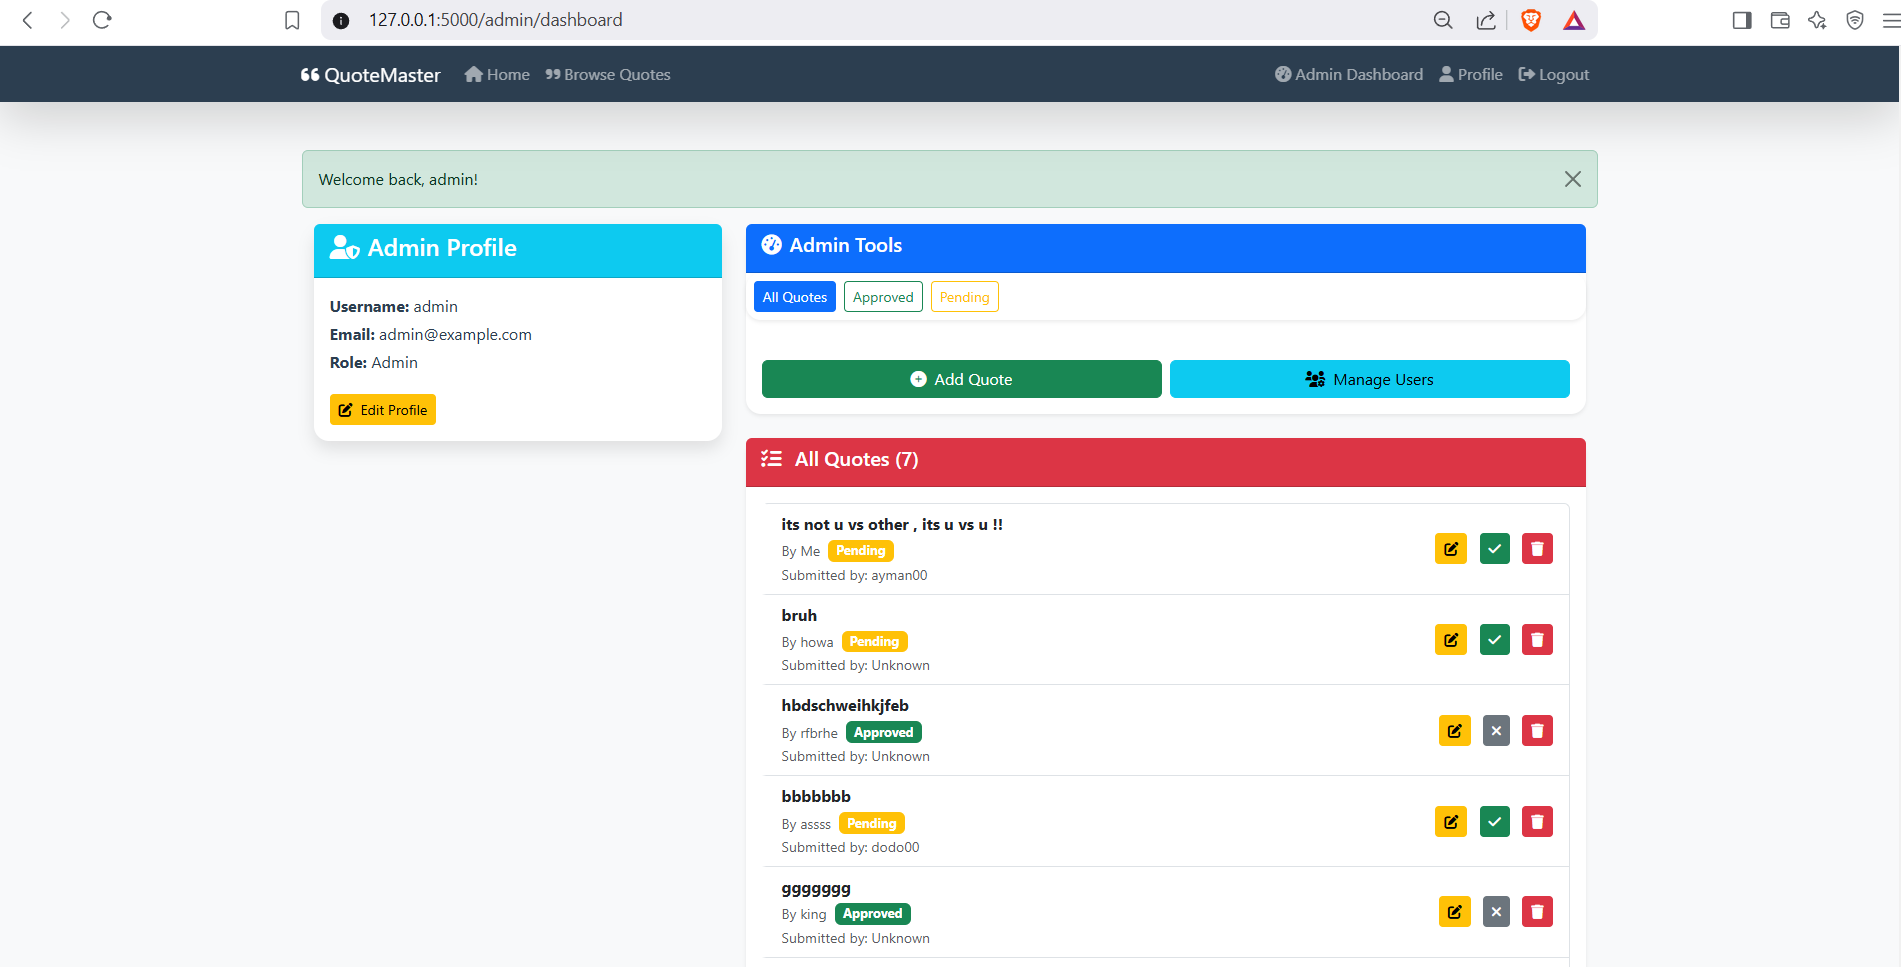 127.0.0.1:5000/admin/dashboard
QuoteMaster Home Browse Quotes Admin Dashboard Profile Logout
Welcome back, admin!
Admin Profile
Username: admin
Email: admin@example.com
Role: Admin
Edit Profile
Admin Tools
All Quotes Approved Pending
Add Quote Manage Users
All Quotes (7)
its not u vs other , its u vs u !!
By Me Pending
Submitted by: ayman00
bruh
By howa Pending
Submitted by: Unknown
hbdschweihkjfeb
By rfbrhe Approved
Submitted by: Unknown
bbbbbbb
By assss Pending
Submitted by: dodo00
ggggggg
By king Approved
Submitted by: Unknown